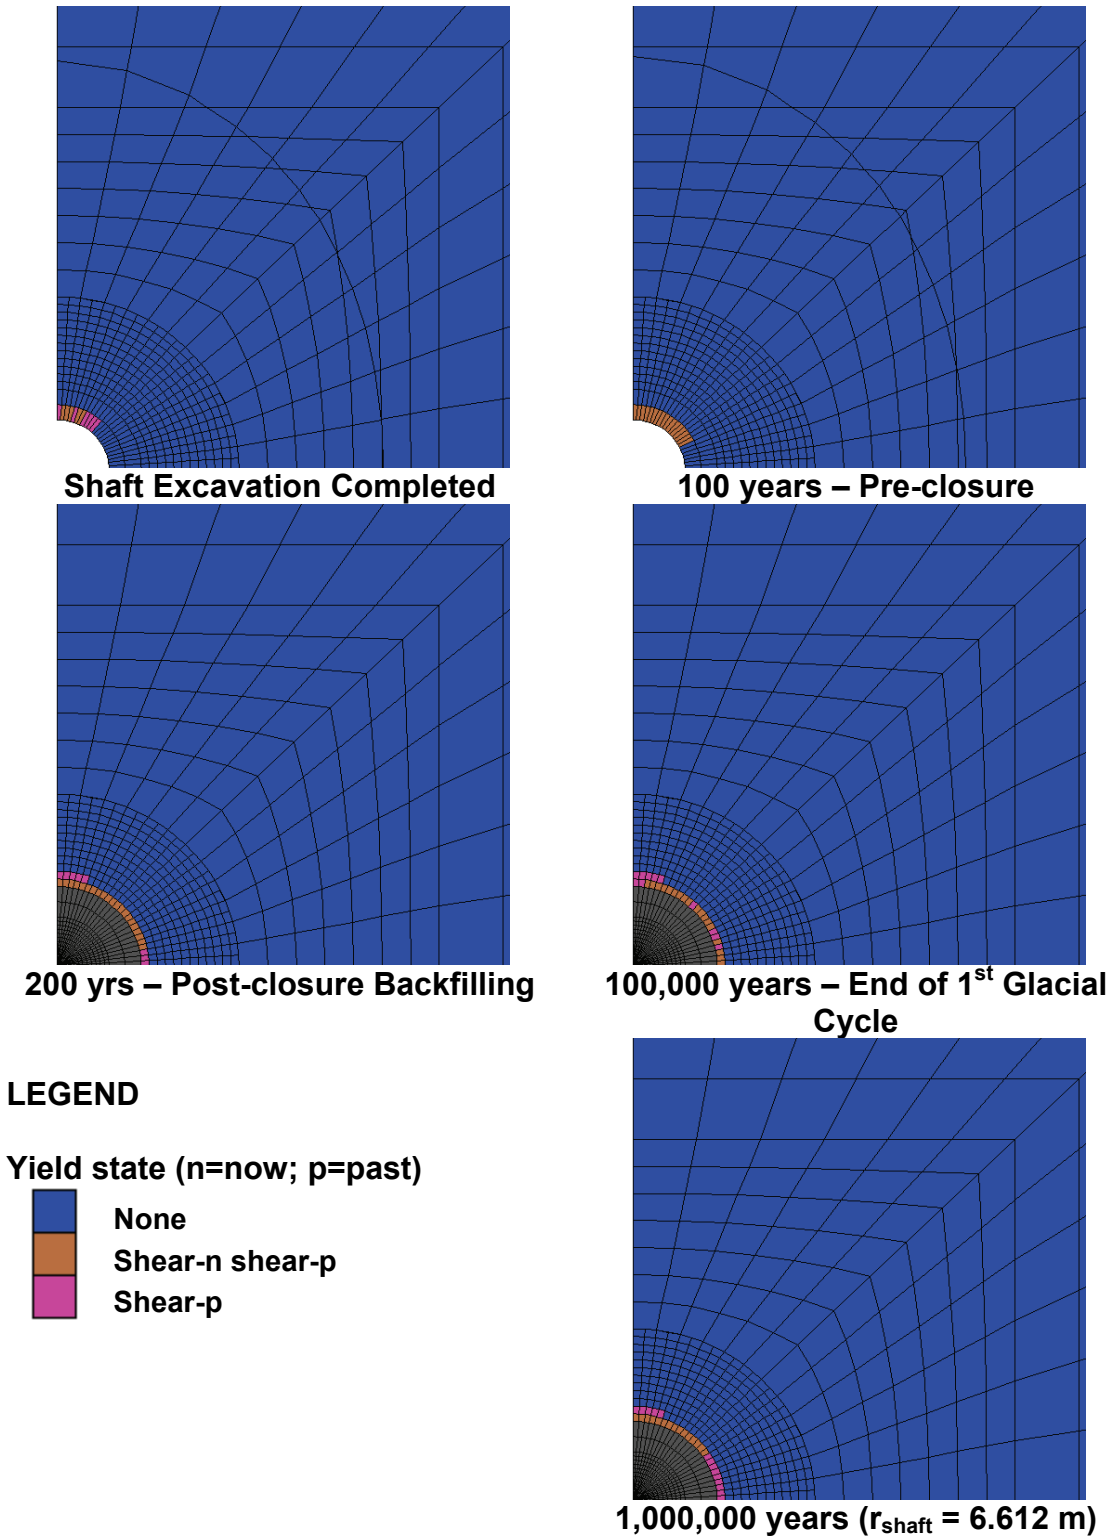 Shaft Excavation Completed
100 years – Pre-closure
200 yrs – Post-closure Backfilling
100,000 years – End of 1st Glacial
Cycle
LEGEND
Yield state (n=now; p=past)
None
Shear-n shear-p
Shear-p
1,000,000 years (rshaft = 6.612 m)